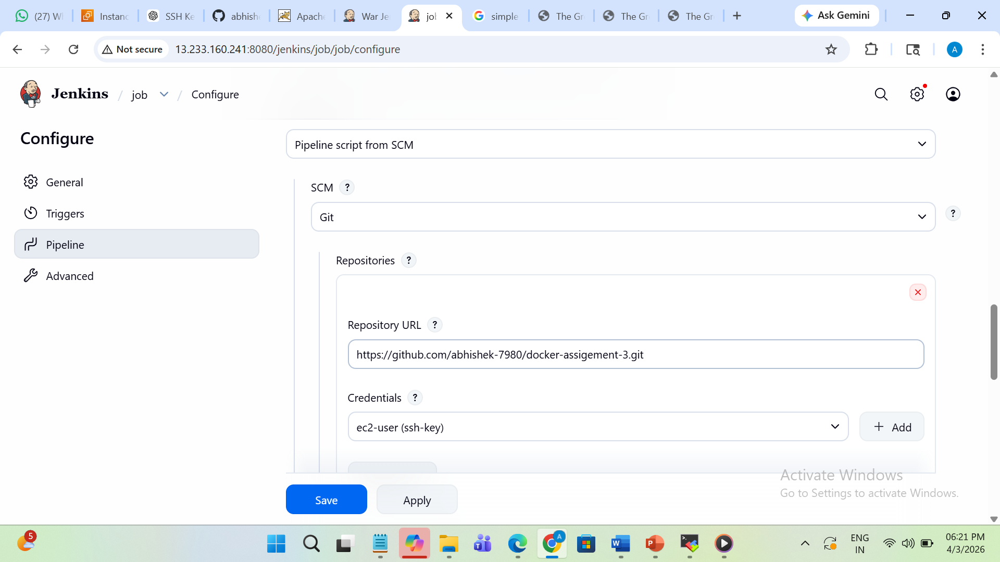 (27) W
Instanc
SSH Ke
abhishe
Apache
War Je
job
simple
The Gr
The Gr
The Gr
Ask Gemini
Not secure
13.233.160.241:8080/jenkins/job/job/configure
A
Jenkins / job / Configure
Configure
General
Triggers
Pipeline
Advanced
Pipeline script from SCM
SCM ?
Git
?
Repositories ?
Repository URL ?
https://github.com/abhishek-7980/docker-assigement-3.git
Credentials ?
ec2-user (ssh-key)
+ Add
Save
Apply
Activate Windows
Go to Settings to activate Windows.
5
A
ENG
IN
06:21 PM
4/3/2026